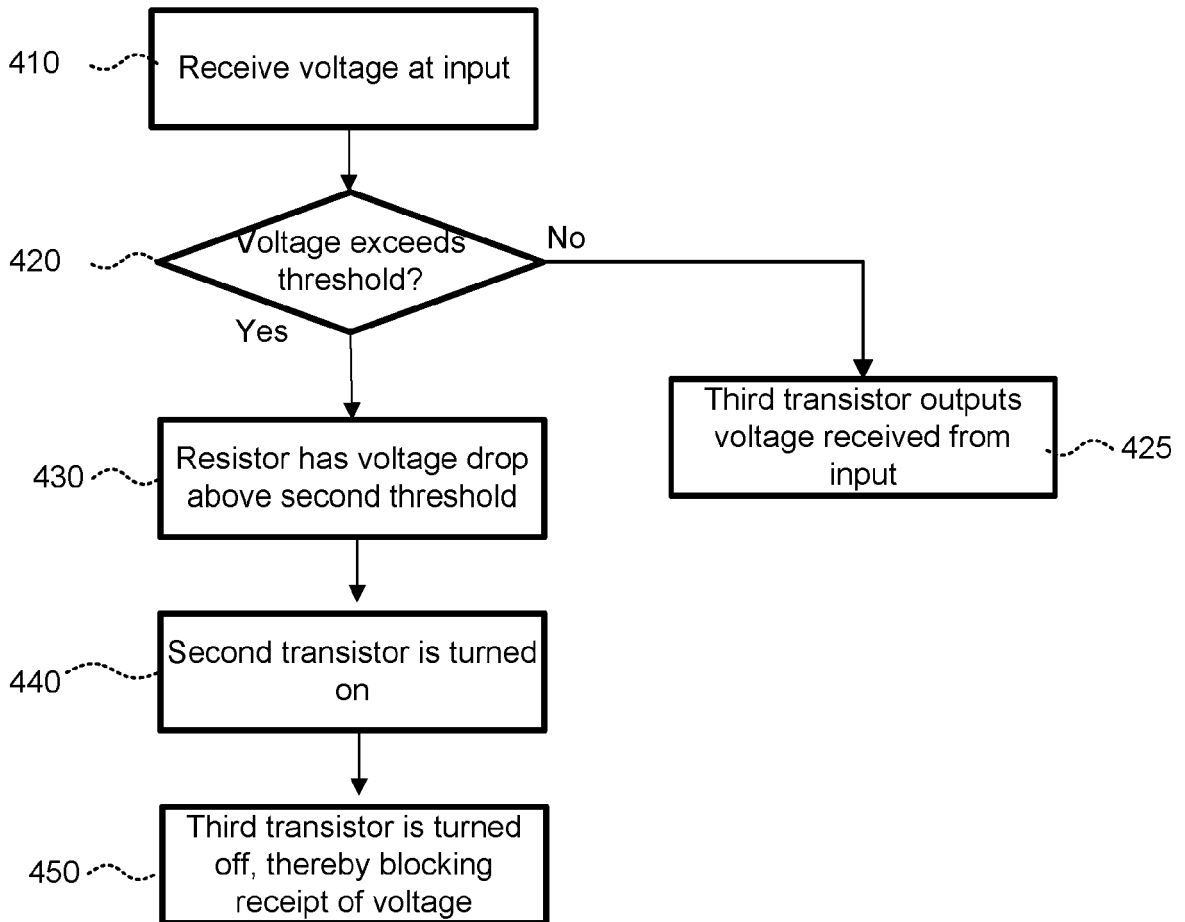 410
Receive voltage at input
420
Voltage exceeds
threshold?
No
Yes
Third transistor outputs
voltage received from
input
425
430
Resistor has voltage drop
above second threshold
440
Second transistor is turned
on
450
Third transistor is turned
off, thereby blocking
receipt of voltage